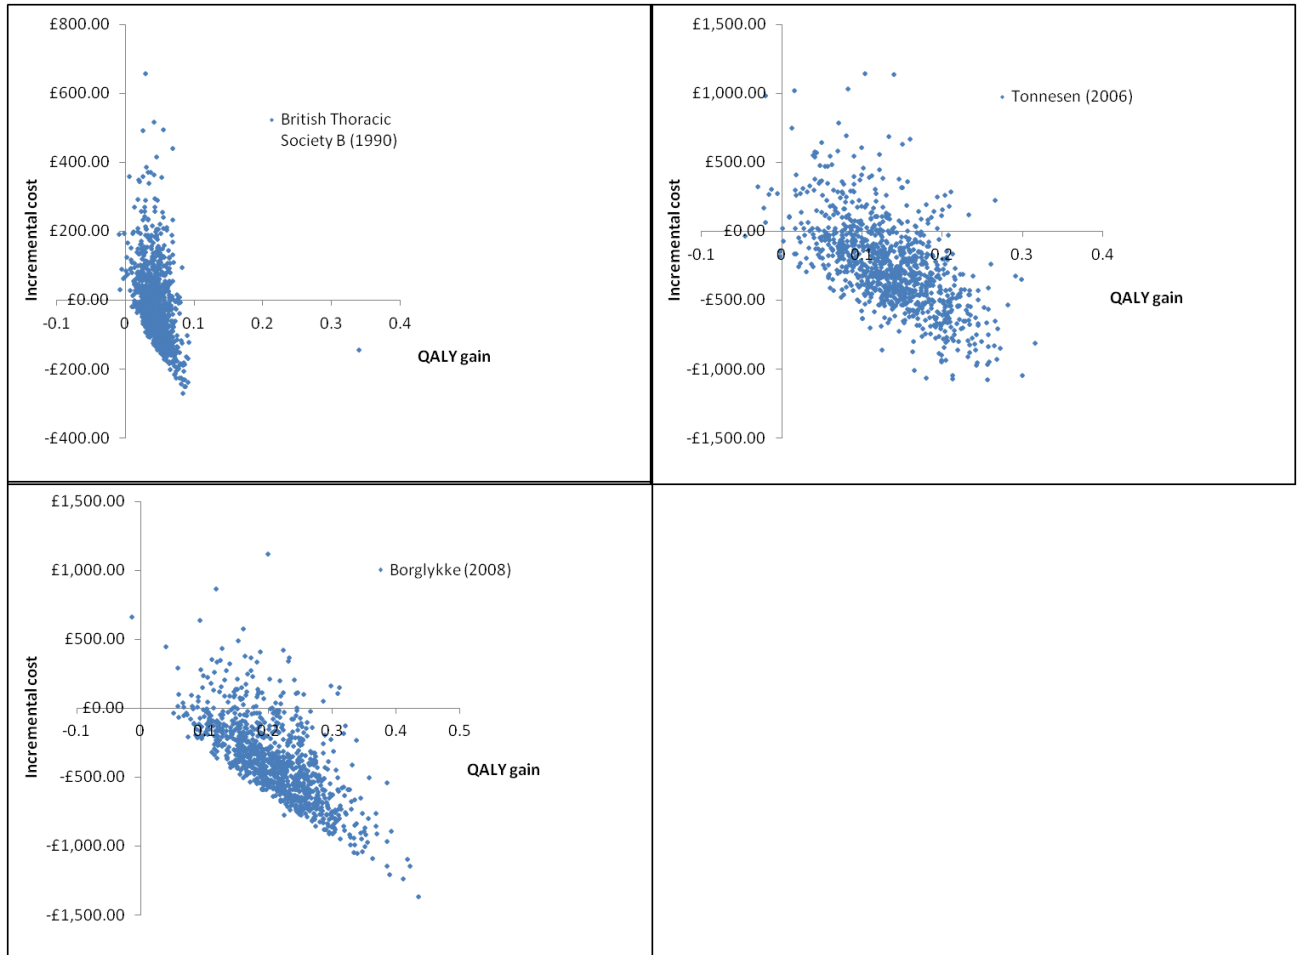 £800.00
£600.00
£400.00
£200.00
£0.00
-£200.00
-£400.00
-0.1 0 0.1 0.2 0.3 0.4
Incremental cost
QALY gain
British Thoracic
Society B (1990)
£1,500.00
£1,000.00
£500.00
£0.00
-£500.00
-£1,000.00
-£1,500.00
-0.1 0 0.1 0.2 0.3 0.4
Incremental cost
QALY gain
Tonnesen (2006)
£1,500.00
£1,000.00
£500.00
£0.00
-£500.00
-£1,000.00
-£1,500.00
-0.1 0 0.1 0.2 0.3 0.4 0.5
Incremental cost
QALY gain
Borglykke (2008)